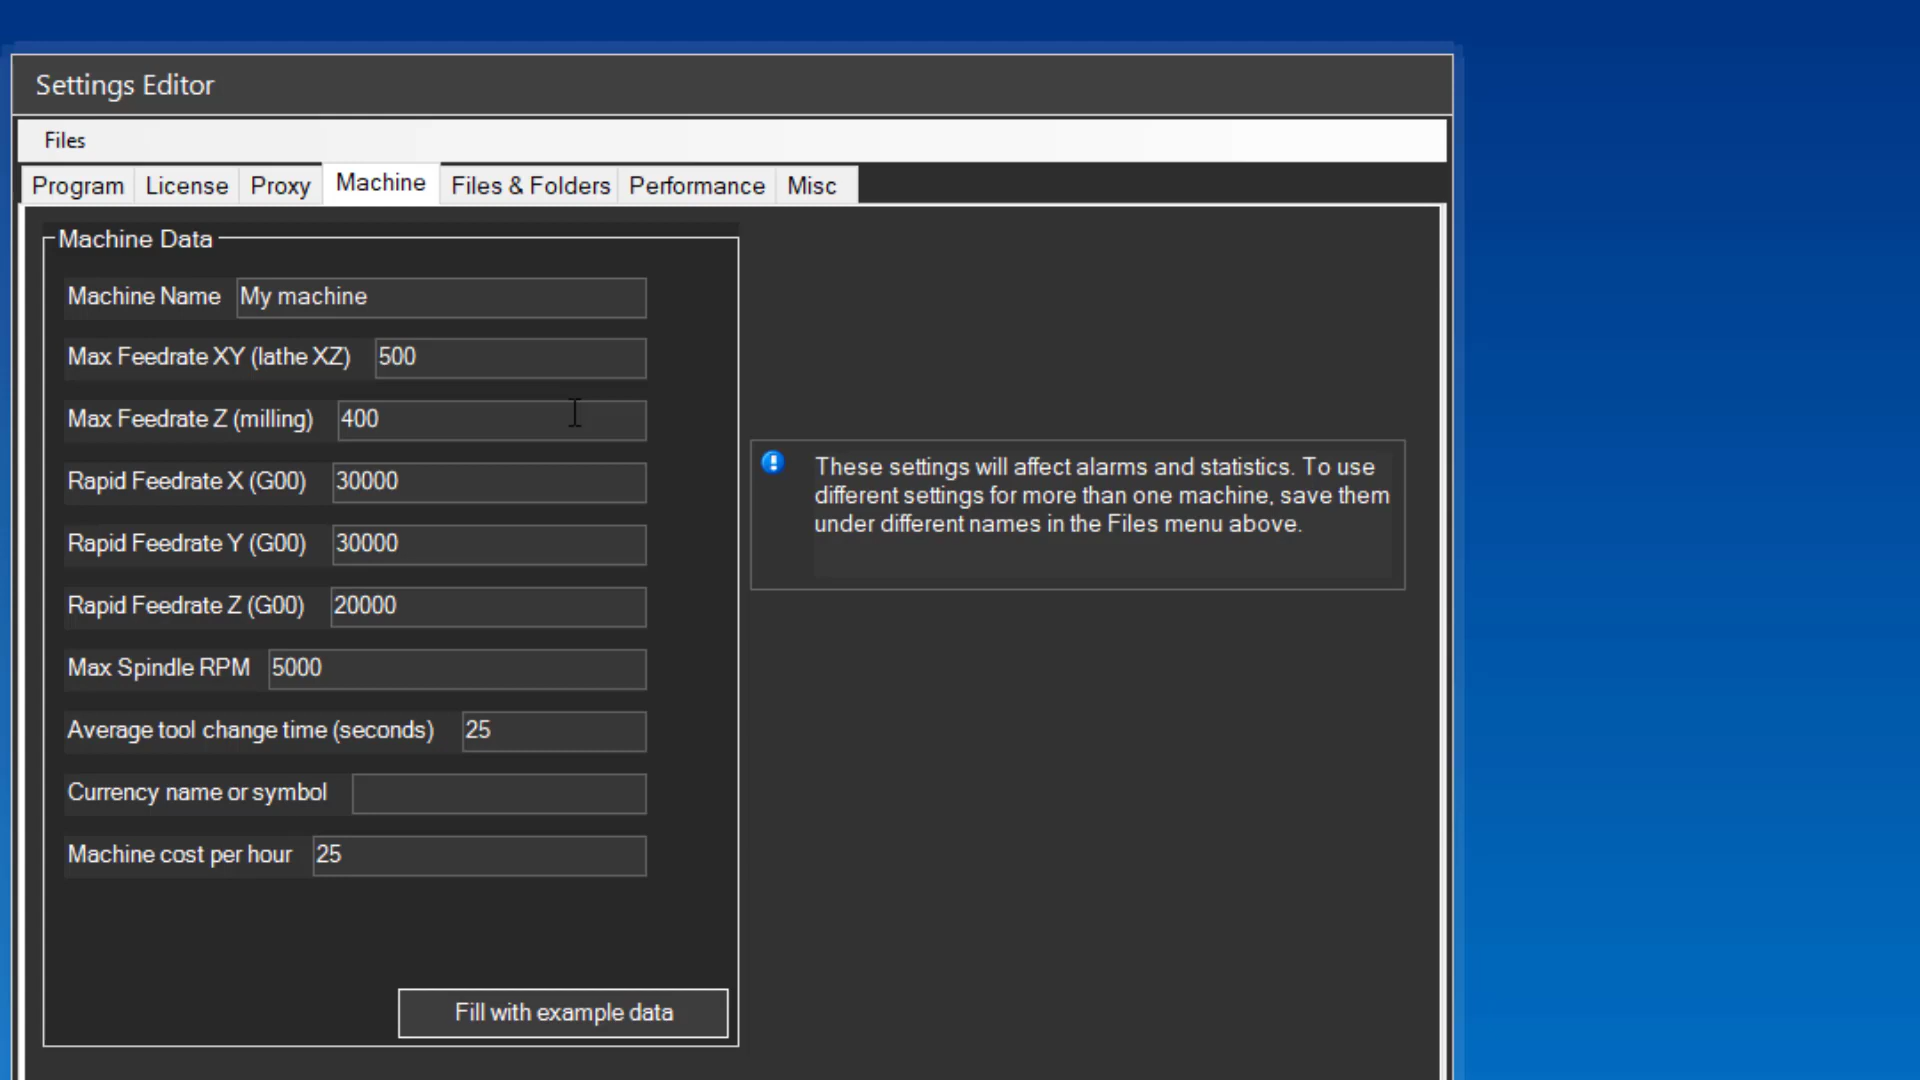 Settings Editor
Files
Program License Proxy Machine Files & Folders Performance Misc
Machine Data
Machine Name My machine
Max Feedrate XY (lathe XZ) 500
Max Feedrate Z (milling) 400
Rapid Feedrate X (G00) 30000
Rapid Feedrate Y (G00) 30000
Rapid Feedrate Z (G00) 20000
Max Spindle RPM 5000
Average tool change time (seconds) 25
Currency name or symbol
Machine cost per hour 25
Fill with example data
These settings will affect alarms and statistics. To use
different settings for more than one machine, save them
under different names in the Files menu above.